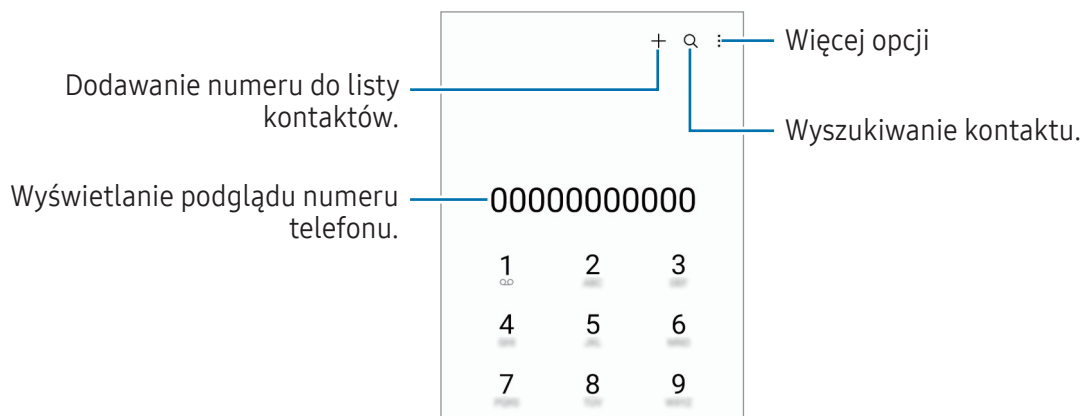 Więcej opcji
Dodawanie numeru do listy
kontaktów.
Wyszukiwanie kontaktu.
Wyświetlanie podglądu numeru
telefonu.
00000000000
1 2 3
4 5 6
7 8 9